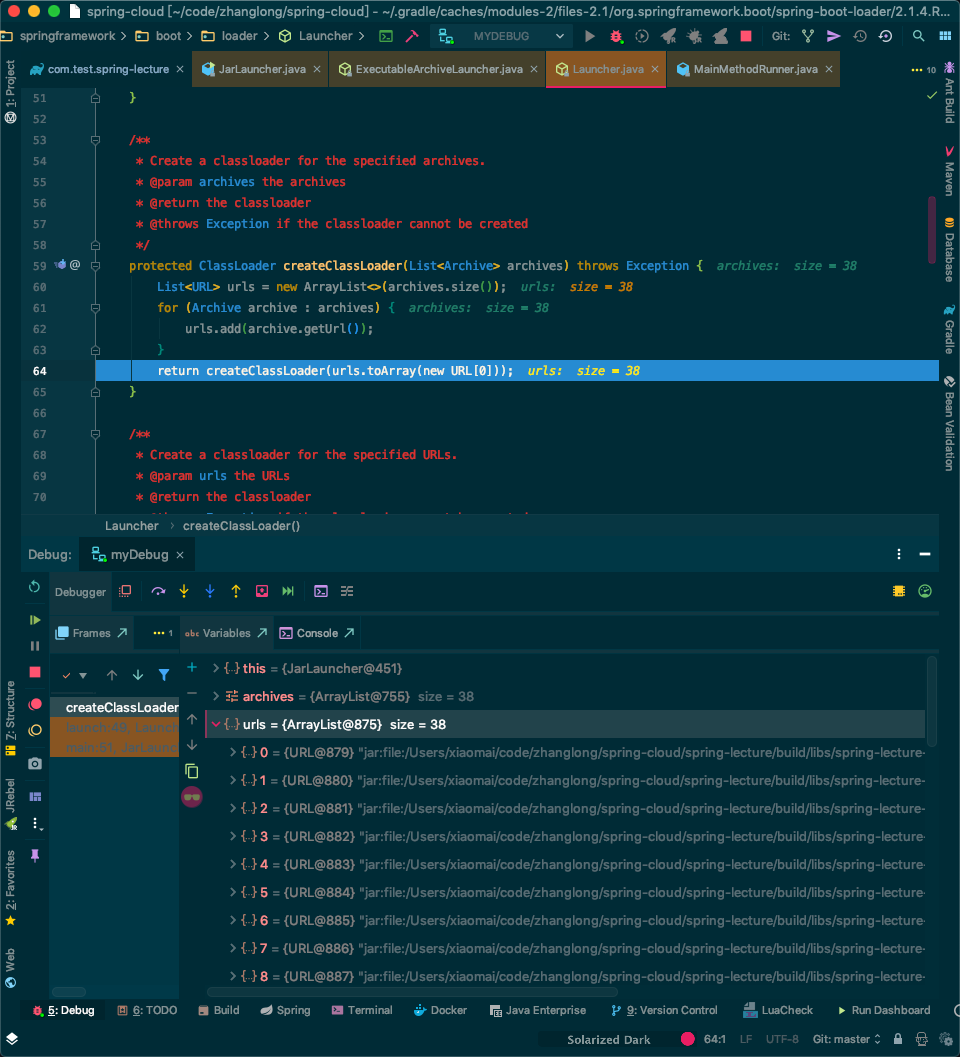 spring-cloud [~/code/zhanglong/spring-cloud] - ~/.gradle/caches/modules-2/files-2.1/org.springframework.boot/spring-boot-loader/2.1.4.R...
springframework boot loader Launcher MYDEBUG Git:
com.test.spring-lecture JarLauncher.java ExecutableArchiveLauncher.java Launcher.java MainMethodRunner.java 10
51 }
52
53 /**
54 * Create a classloader for the specified archives.
55 * @param archives the archives
56 * @return the classloader
57 * @throws Exception if the classloader cannot be created
58 */
59 @ protected ClassLoader createClassLoader(List<Archive> archives) throws Exception { archives: size = 38
60 List<URL> urls = new ArrayList<>(archives.size()); urls: size = 38
61 for (Archive archive : archives) { archives: size = 38
62 urls.add(archive.getUrl());
63 }
64 return createClassLoader(urls.toArray(new URL[0])); urls: size = 38
65 }
66
67 /**
68 * Create a classloader for the specified URLs.
69 * @param urls the URLs
70 * @return the classloader
Launcher createClassLoader()
Debug: myDebug
Debugger
Frames 1 Variables Console
createClassLoader
launch:49, Launch
main:51, JarLaunc
this = {JarLauncher@451}
archives = {ArrayList@755} size = 38
urls = {ArrayList@875} size = 38
0 = {URL@879} "jar:file:/Users/xiaomai/code/zhanglong/spring-cloud/spring-lecture/build/libs/spring-lecture-
1 = {URL@880} "jar:file:/Users/xiaomai/code/zhanglong/spring-cloud/spring-lecture/build/libs/spring-lecture-
2 = {URL@881} "jar:file:/Users/xiaomai/code/zhanglong/spring-cloud/spring-lecture/build/libs/spring-lecture-
3 = {URL@882} "jar:file:/Users/xiaomai/code/zhanglong/spring-cloud/spring-lecture/build/libs/spring-lecture-
4 = {URL@883} "jar:file:/Users/xiaomai/code/zhanglong/spring-cloud/spring-lecture/build/libs/spring-lecture-
5 = {URL@884} "jar:file:/Users/xiaomai/code/zhanglong/spring-cloud/spring-lecture/build/libs/spring-lecture-
6 = {URL@885} "jar:file:/Users/xiaomai/code/zhanglong/spring-cloud/spring-lecture/build/libs/spring-lecture-
7 = {URL@886} "jar:file:/Users/xiaomai/code/zhanglong/spring-cloud/spring-lecture/build/libs/spring-lecture-
8 = {URL@887} "jar:file:/Users/xiaomai/code/zhanglong/spring-cloud/spring-lecture/build/libs/spring-lecture-
1: Project
Z: Structure
JRebel
2: Favorites
Web
Ant Build
Maven
Database
Gradle
Bean Validation
5: Debug 6: TODO Build Spring Terminal Docker Java Enterprise 9: Version Control LuaCheck Run Dashboard
Solarized Dark 64:1 LF UTF-8 Git: master